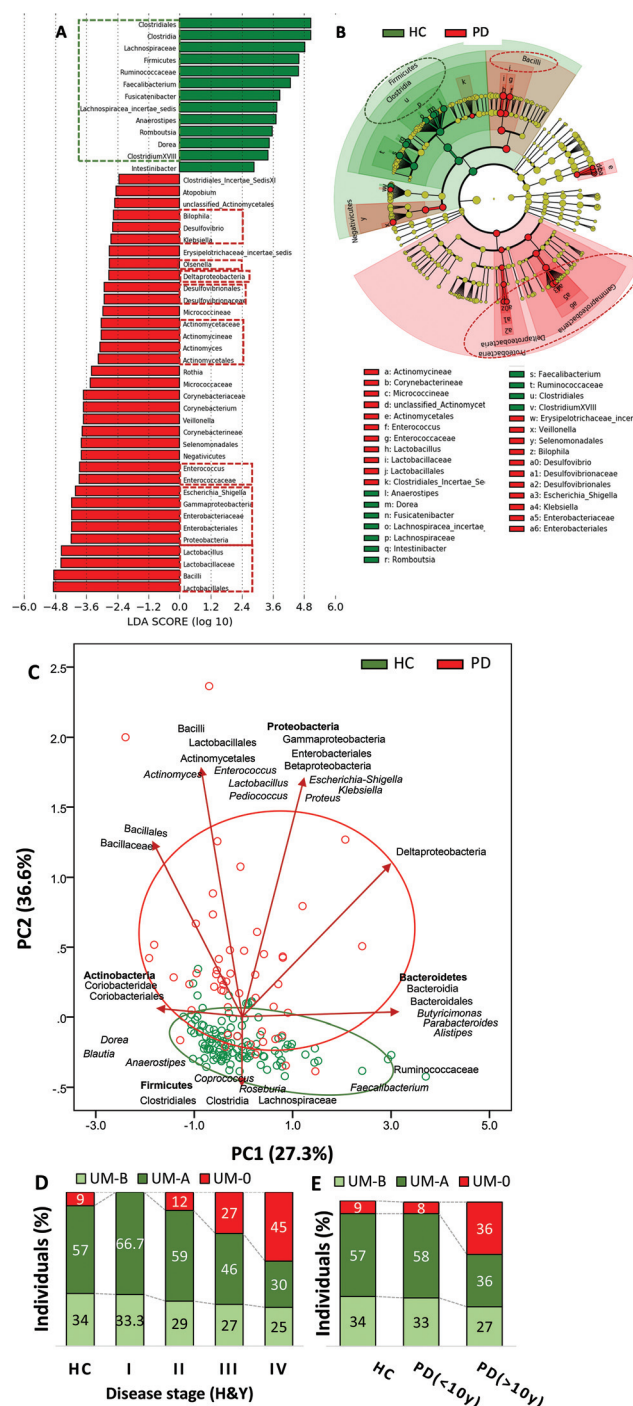 A
Clostridiales
Clostridia
Lachnospiraceae
Firmicutes
Ruminococcaceae
Faecalibacterium
Fusicatenibacter
Lachnospiracea_incertae_sedis
Anaerostipes
Romboutsia
Dorea
ClostridiumXVIII
Intestinibacter
Clostridiales_Incertae_SedisXI
Atopobium
unclassified_Actinomycetales
Bilophila
Desulfovibrio
Klebsiella
Erysipelotrichaceae_incertae_sedis
Olsenella
Deltaproteobacteria
Desulfovibrionales
Desulfovibrionaceae
Micrococcineae
Actinomycetaceae
Actinomycineae
Actinomyces
Actinomycetales
Rothia
Micrococcaceae
Corynebacteriaceae
Corynebacterium
Veillonella
Corynebacterineae
Selenomonadales
Negativicutes
Enterococcus
Enterococcaceae
Escherichia_Shigella
Gammaproteobacteria
Enterobacteriaceae
Enterobacteriales
Proteobacteria
Lactobacillus
Lactobacillaceae
Bacilli
Lactobacillales
−6.0 −4.8 −3.6 −2.4 −1.2 0.0 1.2 2.4 3.6 4.8 6.0
LDA SCORE (log 10)
B
HC PD
Firmicutes
Clostridia
Bacilli
Negativicutes
Gammaproteobacteria
Deltaproteobacteria
Proteobacteria
u
k
y
e
a5
a6
a1
a2
a: Actinomycineae
b: Corynebacterineae
c: Micrococcineae
d: unclassified_Actinomycet
e: Actinomycetales
f: Enterococcus
g: Enterococcaceae
h: Lactobacillus
i: Lactobacillaceae
j: Lactobacillales
k: Clostridiales_Incertae_Se
l: Anaerostipes
m: Dorea
n: Fusicatenibacter
o: Lachnospiracea_incertae_
p: Lachnospiraceae
q: Intestinibacter
r: Romboutsia
s: Faecalibacterium
t: Ruminococcaceae
u: Clostridiales
v: ClostridiumXVIII
w: Erysipelotrichaceae_incer
x: Veillonella
y: Selenomonadales
z: Bilophila
a0: Desulfovibrio
a1: Desulfovibrionaceae
a2: Desulfovibrionales
a3: Escherichia_Shigella
a4: Klebsiella
a5: Enterobacteriaceae
a6: Enterobacteriales
C
HC PD
2.5
2.0
1.5
1.0
.5
.0
-.5
PC2 (36.6%)
Bacilli
Lactobacillales
Actinomycetales
Actinomyces
Enterococcus
Lactobacillus
Pediococcus
Proteobacteria
Gammaproteobacteria
Enterobacteriales
Betaproteobacteria
Escherichia-Shigella
Klebsiella
Proteus
Bacillales
Bacillaceae
Deltaproteobacteria
Actinobacteria
Coriobacteridae
Coriobacteriales
Bacteroidetes
Bacteroidia
Bacteroidales
Butyricimonas
Parabacteroides
Alistipes
Dorea
Blautia
Anaerostipes
Coprococcus
Roseburia
Ruminococcaceae
Faecalibacterium
Firmicutes
Clostridiales Clostridia Lachnospiraceae
-3.0 -1.0 1.0 3.0 5.0
PC1 (27.3%)
D
UM-B UM-A UM-0
Individuals (%)
9 12 27 45
57 66.7 59 46 30
34 33.3 29 27 25
HC I II III IV
Disease stage (H&Y)
E
UM-B UM-A UM-0
Individuals (%)
9 8 36
57 58 36
34 33 27
HC PD(<10y) PD(>10y)